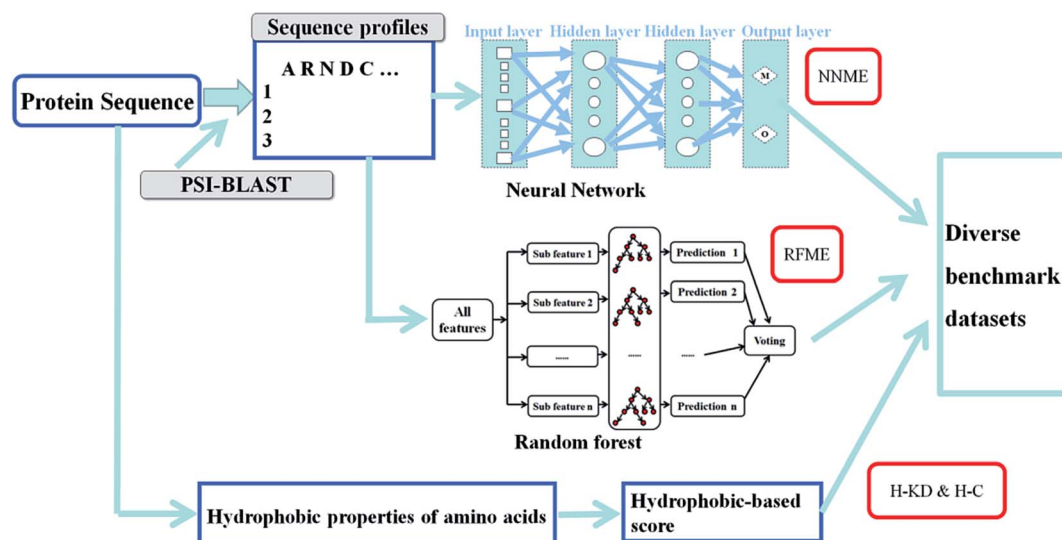 Sequence profiles
A R N D C ...
1
2
3
Protein Sequence
PSI-BLAST
Input layer
Hidden layer
Hidden layer
Output layer
M
O
Neural Network
NNME
All
features
Sub feature 1
Sub feature 2
......
Sub feature n
......
Prediction 1
Prediction 2
......
Prediction n
Voting
Random forest
RFME
Diverse
benchmark
datasets
Hydrophobic properties of amino acids
Hydrophobic-based
score
H-KD & H-C